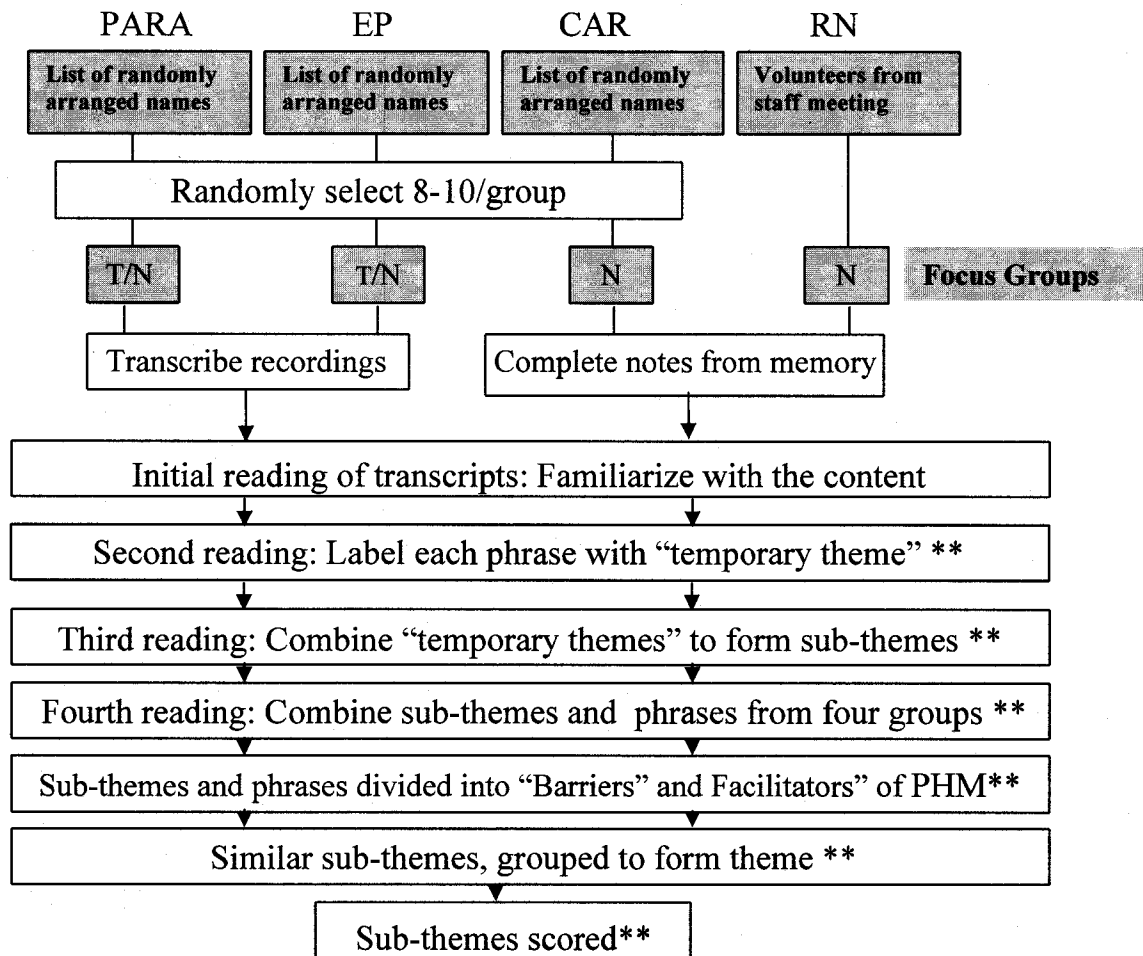 PARA EP CAR RN
List of randomly
arranged names
List of randomly
arranged names
List of randomly
arranged names
Volunteers from
staff meeting
Randomly select 8-10/group
T/N T/N N N Focus Groups
Transcribe recordings
Complete notes from memory
Initial reading of transcripts: Familiarize with the content
Second reading: Label each phrase with “temporary theme” **
Third reading: Combine “temporary themes” to form sub-themes **
Fourth reading: Combine sub-themes and phrases from four groups **
Sub-themes and phrases divided into “Barriers” and Facilitators” of PHM**
Similar sub-themes, grouped to form theme **
Sub-themes scored**